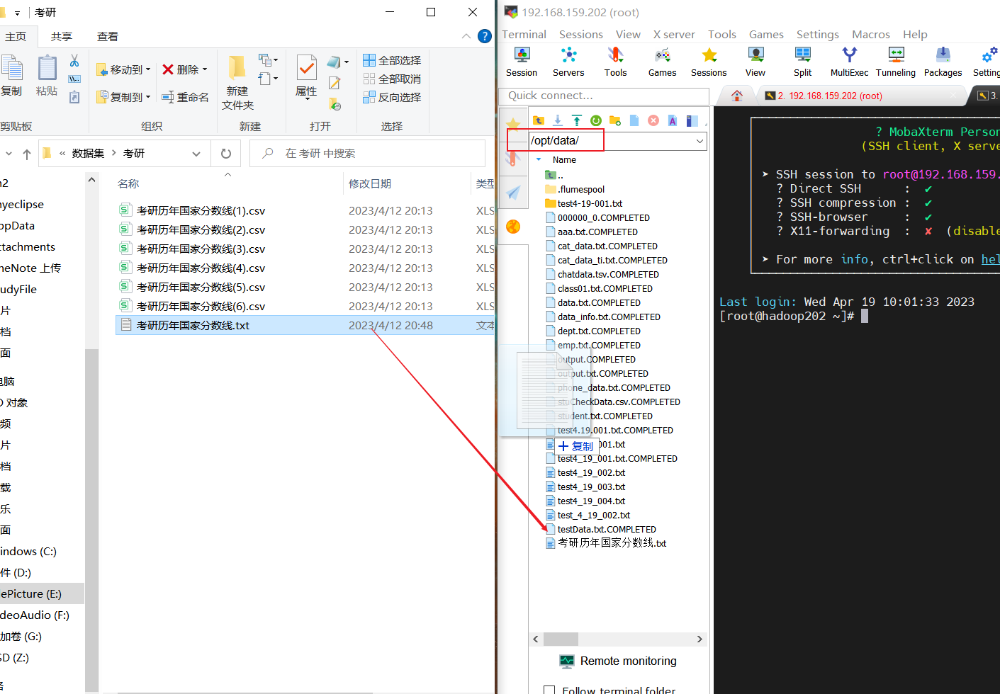 考研
主页 共享 查看
复制
粘贴
移动到
复制到
删除
重命名
新建
文件夹
属性
全部选择
全部取消
反向选择
剪贴板 组织 新建 打开 选择
« 数据集 > 考研
在 考研 中搜索
名称 修改日期 类型
考研历年国家分数线(1).csv 2023/4/12 20:13 XLS
考研历年国家分数线(2).csv 2023/4/12 20:13 XLS
考研历年国家分数线(3).csv 2023/4/12 20:13 XLS
考研历年国家分数线(4).csv 2023/4/12 20:13 XLS
考研历年国家分数线(5).csv 2023/4/12 20:13 XLS
考研历年国家分数线(6).csv 2023/4/12 20:13 XLS
考研历年国家分数线.txt 2023/4/12 20:48 文本
n2
yeclipse
ppData
ttachments
neNote 上传
udyFile
片
档
面
电脑
D 对象
频
片
档
载
乐
面
indows (C:)
件 (D:)
ePicture (E:)
deoAudio (F:)
加卷 (G:)
SD (Z:)
192.168.159.202 (root)
Terminal Sessions View X server Tools Games Settings Macros Help
Session Servers Tools Games Sessions View Split MultiExec Tunneling Packages Setting
Quick connect...
2. 192.168.159.202 (root)
3.
/opt/data/
Name
..
.flumespool
test4-19-001.txt
000000_0.COMPLETED
aaa.txt.COMPLETED
cat_data.txt.COMPLETED
cat_data_ti.txt.COMPLETED
chatdata.tsv.COMPLETED
class01.txt.COMPLETED
data.txt.COMPLETED
data_info.txt.COMPLETED
dept.txt.COMPLETED
emp.txt.COMPLETED
output.COMPLETED
output.txt.COMPLETED
phone_data.txt.COMPLETED
stuCheckData.csv.COMPLETED
student.txt.COMPLETED
test4.19.001.txt.COMPLETED
001.txt
+ 复制
test4_19_001.txt.COMPLETED
test4_19_002.txt
test4_19_003.txt
test4_19_004.txt
test_4_19_002.txt
testData.txt.COMPLETED
考研历年国家分数线.txt
Remote monitoring
Follow terminal folder
? MobaXterm Person
(SSH client, X serve
➤ SSH session to root@192.168.159.
? Direct SSH : ✔
? SSH compression : ✔
? SSH-browser : ✔
? X11-forwarding : ✘ (disable
➤ For more info, ctrl+click on hel
Last login: Wed Apr 19 10:01:33 2023
[root@hadoop202 ~]#